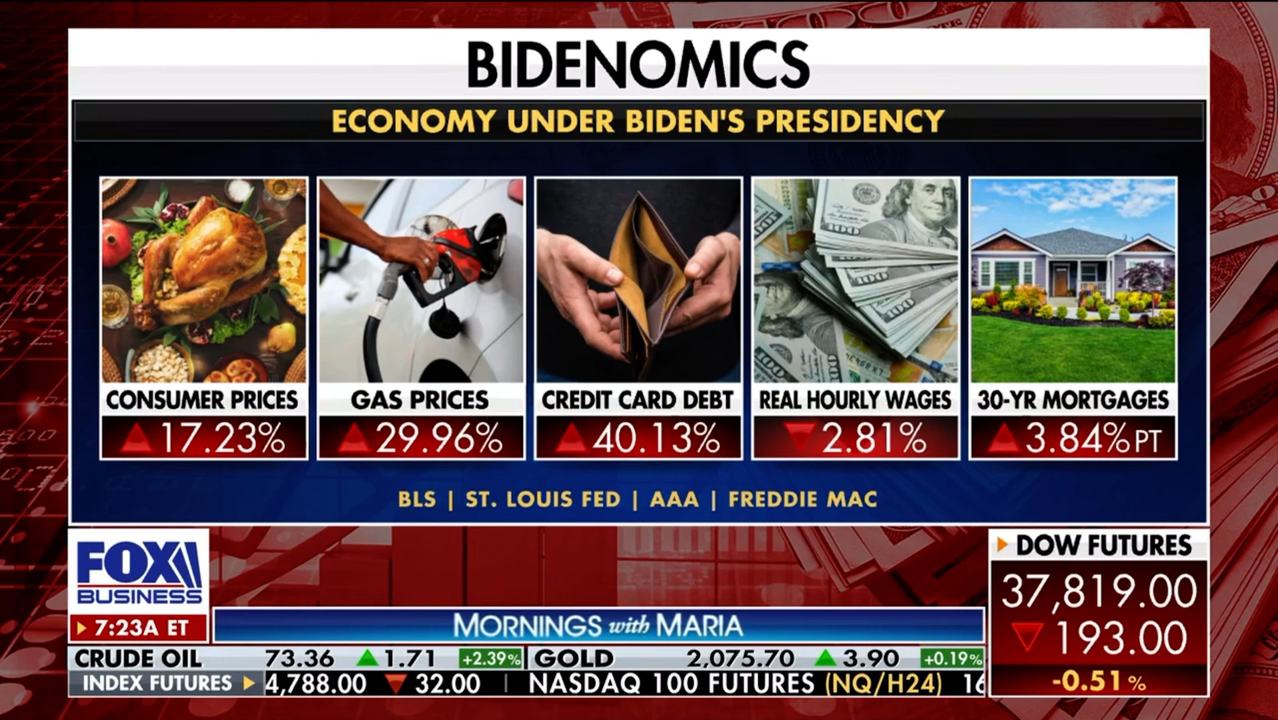 BIDENOMICS
ECONOMY UNDER BIDEN'S PRESIDENCY
CONSUMER PRICES
▲17.23%
GAS PRICES
▲29.96%
CREDIT CARD DEBT
▲40.13%
REAL HOURLY WAGES
▼2.81%
30-YR MORTGAGES
▲3.84% PT
BLS | ST. LOUIS FED | AAA | FREDDIE MAC
FOX BUSINESS
7:23A ET
MORNINGS with MARIA
DOW FUTURES
37,819.00
▼193.00
-0.51%
CRUDE OIL 73.36 ▲1.71 +2.39% GOLD 2,075.70 ▲3.90 +0.19%
INDEX FUTURES 4,788.00 ▼32.00 | NASDAQ 100 FUTURES (NQ/H24) 16